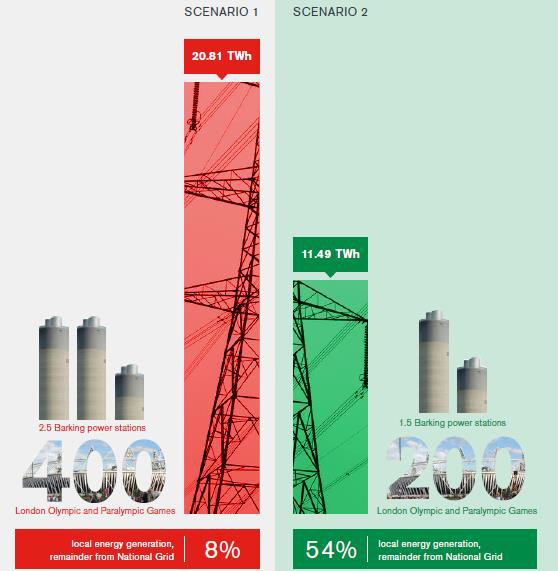 SCENARIO 1
20.81 TWh
2.5 Barking power stations
400
London Olympic and Paralympic Games
local energy generation,
remainder from National Grid
8%
SCENARIO 2
11.49 TWh
1.5 Barking power stations
200
London Olympic and Paralympic Games
54%
local energy generation,
remainder from National Grid